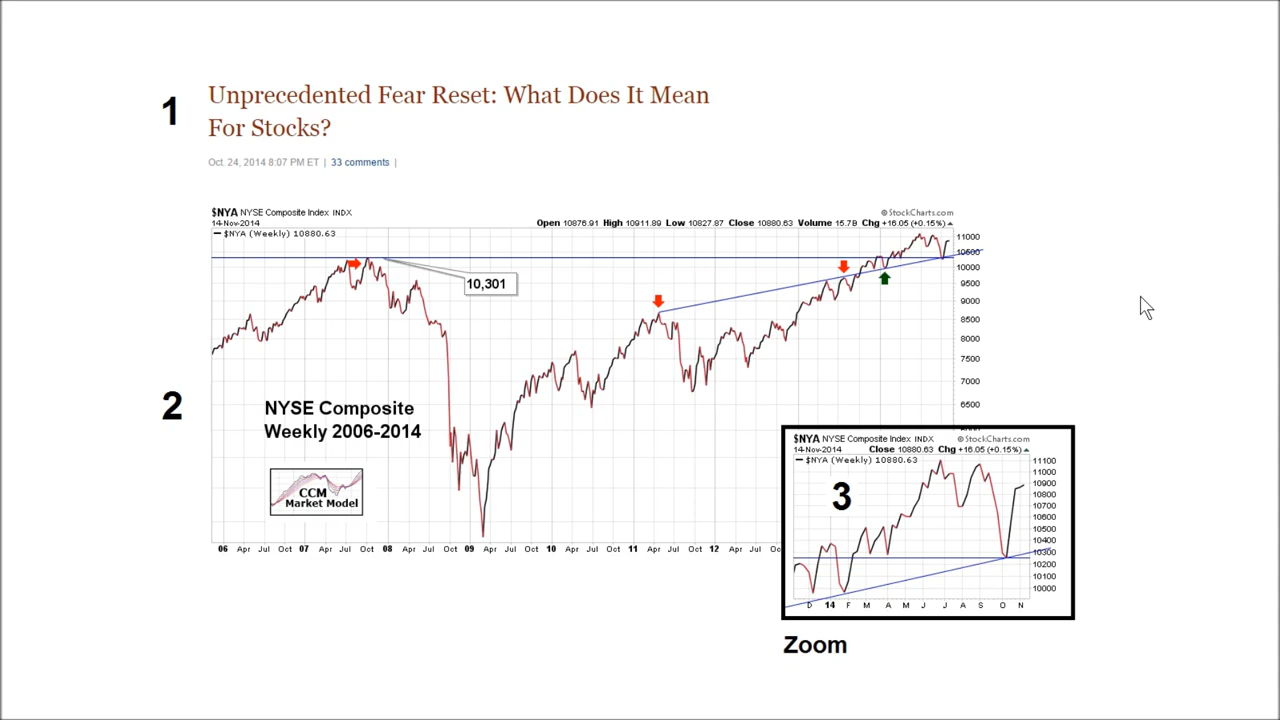 1
Unprecedented Fear Reset: What Does It Mean
For Stocks?
Oct. 24, 2014 8:07 PM ET | 33 comments |
2
$NYA NYSE Composite Index INDX
© StockCharts.com
14-Nov-2014
Open 10876.91 High 10911.89 Low 10827.87 Close 10880.63 Volume 15.7B Chg +16.05 (+0.15%)
$NYA (Weekly) 10880.63
11000
10500
10000
9500
9000
8500
8000
7500
7000
6500
10,301
NYSE Composite
Weekly 2006-2014
CCM
Market Model
06 Apr Jul Oct 07 Apr Jul Oct 08 Apr Jul Oct 09 Apr Jul Oct 10 Apr Jul Oct 11 Apr Jul Oct 12 Apr Jul
3
$NYA NYSE Composite Index INDX
© StockCharts.com
14-Nov-2014
Close 10880.63 Chg +16.05 (+0.15%)
$NYA (Weekly) 10880.63
11100
11000
10900
10800
10700
10600
10500
10400
10300
10200
10100
10000
D 14 F M A M J J A S O N
Zoom